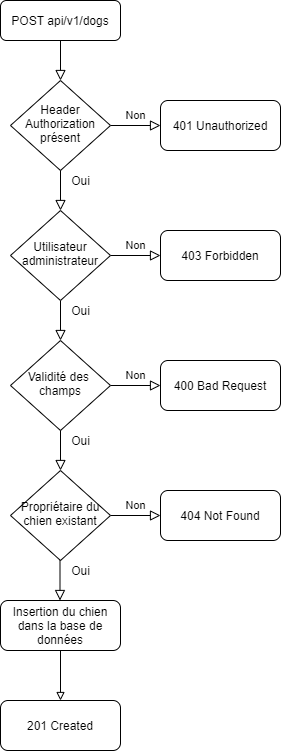 POST api/v1/dogs
Header
Authorization
présent
Non
401 Unauthorized
Oui
Utilisateur
administrateur
Non
403 Forbidden
Oui
Validité des
champs
Non
400 Bad Request
Oui
Propriétaire du
chien existant
Non
404 Not Found
Oui
Insertion du chien
dans la base de
données
201 Created